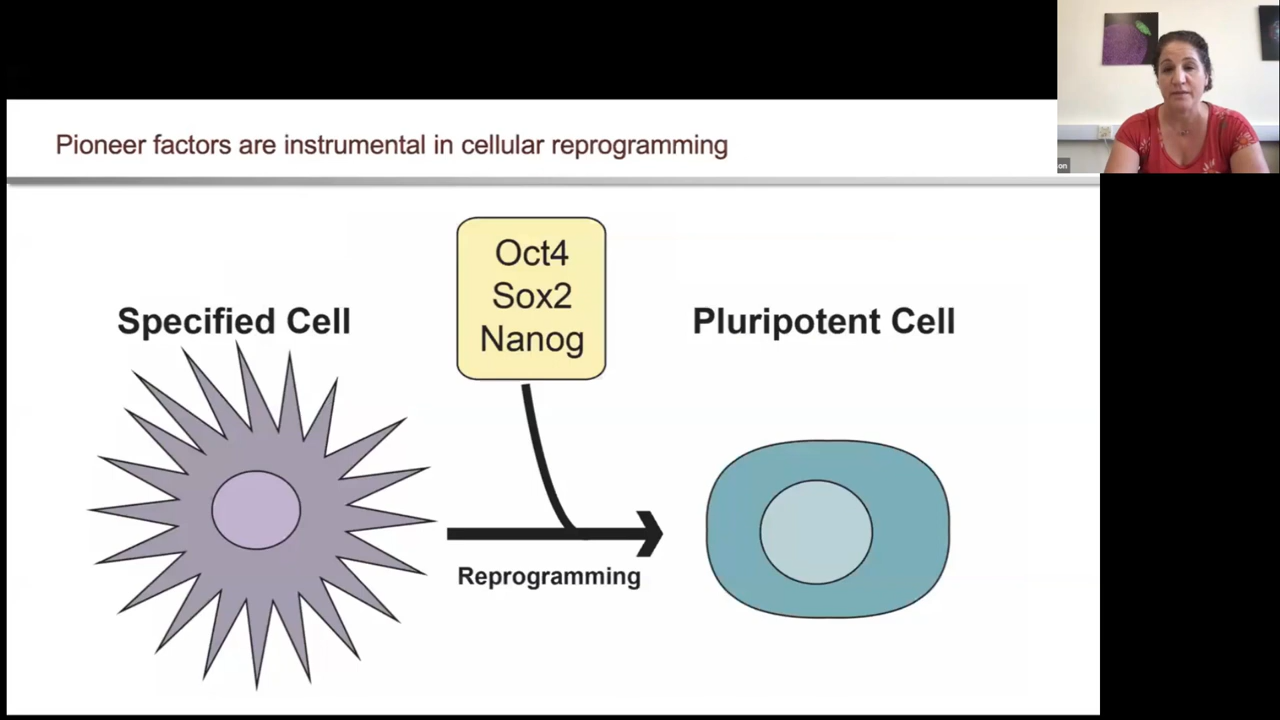 Pioneer factors are instrumental in cellular reprogramming
Oct4
Sox2
Nanog
Specified Cell
Pluripotent Cell
Reprogramming